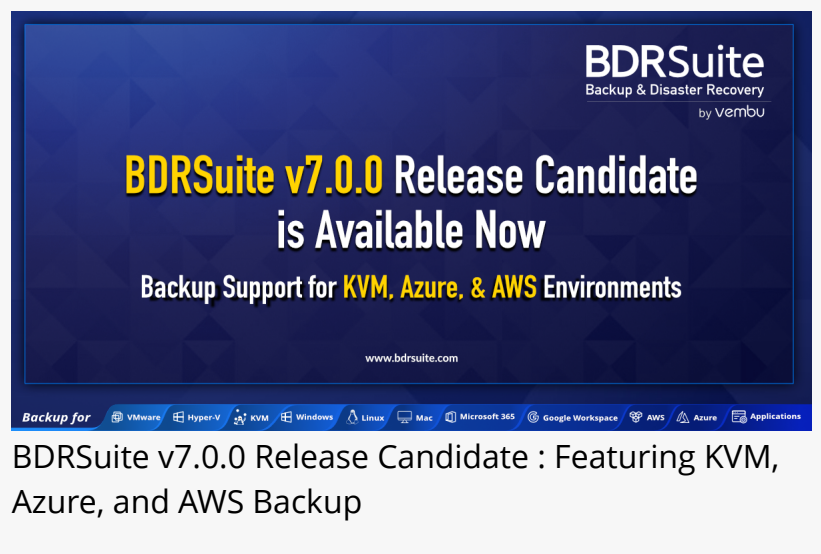 BDRSuite
Backup & Disaster Recovery
by vembu
BDRSuite v7.0.0 Release Candidate
is Available Now
Backup Support for KVM, Azure, & AWS Environments
www.bdrsuite.com
Backup for VMware Hyper-V KVM Windows Linux Mac Microsoft 365 Google Workspace AWS Azure Applications
BDRSuite v7.0.0 Release Candidate : Featuring KVM,
Azure, and AWS Backup